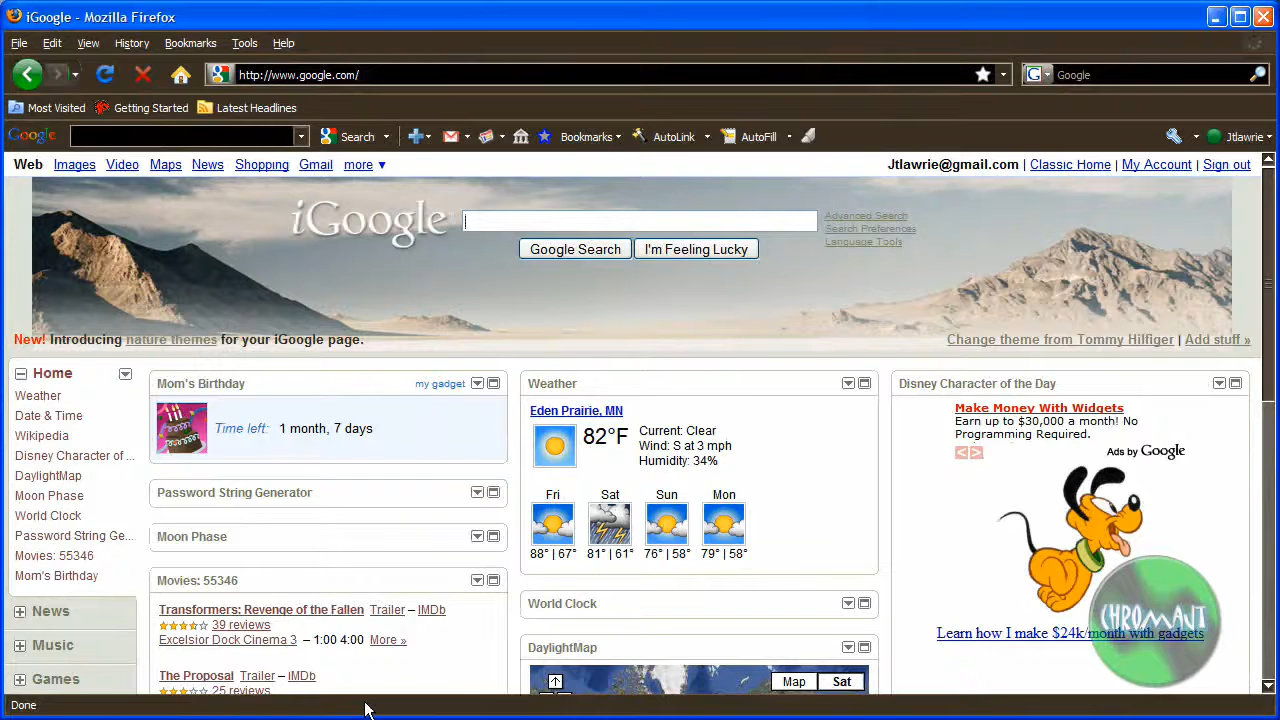 iGoogle - Mozilla Firefox
File Edit View History Bookmarks Tools Help
http://www.google.com/
Google
Most Visited Getting Started Latest Headlines
Google Search Bookmarks AutoLink AutoFill Jtlawrie
Web Images Video Maps News Shopping Gmail more ▼
Jtlawrie@gmail.com | Classic Home | My Account | Sign out
iGoogle
Advanced Search
Search Preferences
Language Tools
Google Search I'm Feeling Lucky
New! Introducing nature themes for your iGoogle page.
Change theme from Tommy Hilfiger | Add stuff »
Home
Weather
Date & Time
Wikipedia
Disney Character of ...
DaylightMap
Moon Phase
World Clock
Password String Ge...
Movies: 55346
Mom's Birthday
News
Music
Games
Mom's Birthday my gadget
Time left: 1 month, 7 days
Password String Generator
Moon Phase
Movies: 55346
Transformers: Revenge of the Fallen Trailer – IMDb
39 reviews
Excelsior Dock Cinema 3 – 1:00 4:00 More »
The Proposal Trailer – IMDb
25 reviews
Weather
Eden Prairie, MN
82°F
Current: Clear
Wind: S at 3 mph
Humidity: 34%
Fri Sat Sun Mon
88° | 67° 81° | 61° 76° | 58° 79° | 58°
World Clock
DaylightMap
Map Sat
Disney Character of the Day
Make Money With Widgets
Earn up to $30,000 a month! No
Programming Required.
Ads by Google
CHROMANT
Learn how I make $24k/month with gadgets
Done